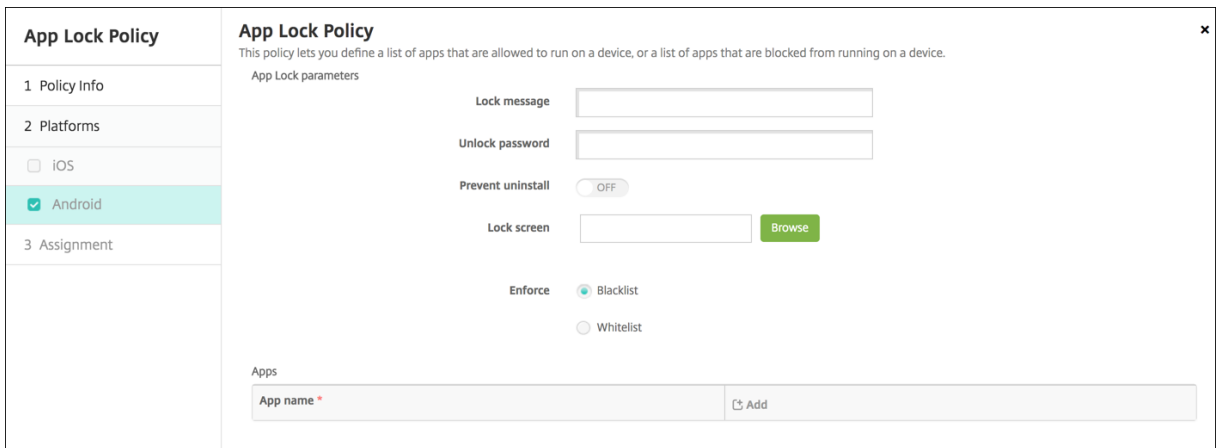 App Lock Policy
1 Policy Info
2 Platforms
iOS
Android
3 Assignment
App Lock Policy
×
This policy lets you define a list of apps that are allowed to run on a device, or a list of apps that are blocked from running on a device.
App Lock parameters
Lock message
Unlock password
Prevent uninstall
OFF
Lock screen
Browse
Enforce
Blacklist
Whitelist
Apps
App name *
Add